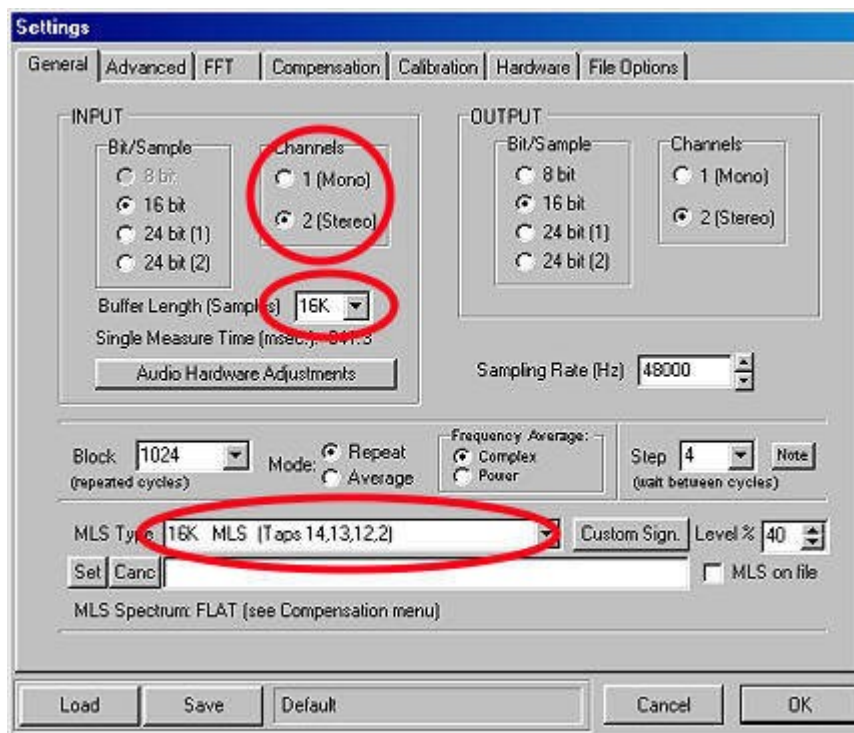 Settings
General Advanced FFT Compensation Calibration Hardware File Options
INPUT
Bit/Sample
8 bit
16 bit
24 bit (1)
24 bit (2)
Channels
1 (Mono)
2 (Stereo)
Buffer Length (Samples) 16K
Single Measure Time (msec.): 341.3
Audio Hardware Adjustments
OUTPUT
Bit/Sample
8 bit
16 bit
24 bit (1)
24 bit (2)
Channels
1 (Mono)
2 (Stereo)
Sampling Rate (Hz) 48000
Block 1024
(repeated cycles)
Mode: Repeat
Average
Frequency Average:
Complex
Power
Step 4 Note
(wait between cycles)
MLS Type 16K MLS (Taps 14,13,12,2) Custom Sign. Level % 40
Set Canc MLS on file
MLS Spectrum: FLAT (see Compensation menu)
Load Save Default Cancel OK